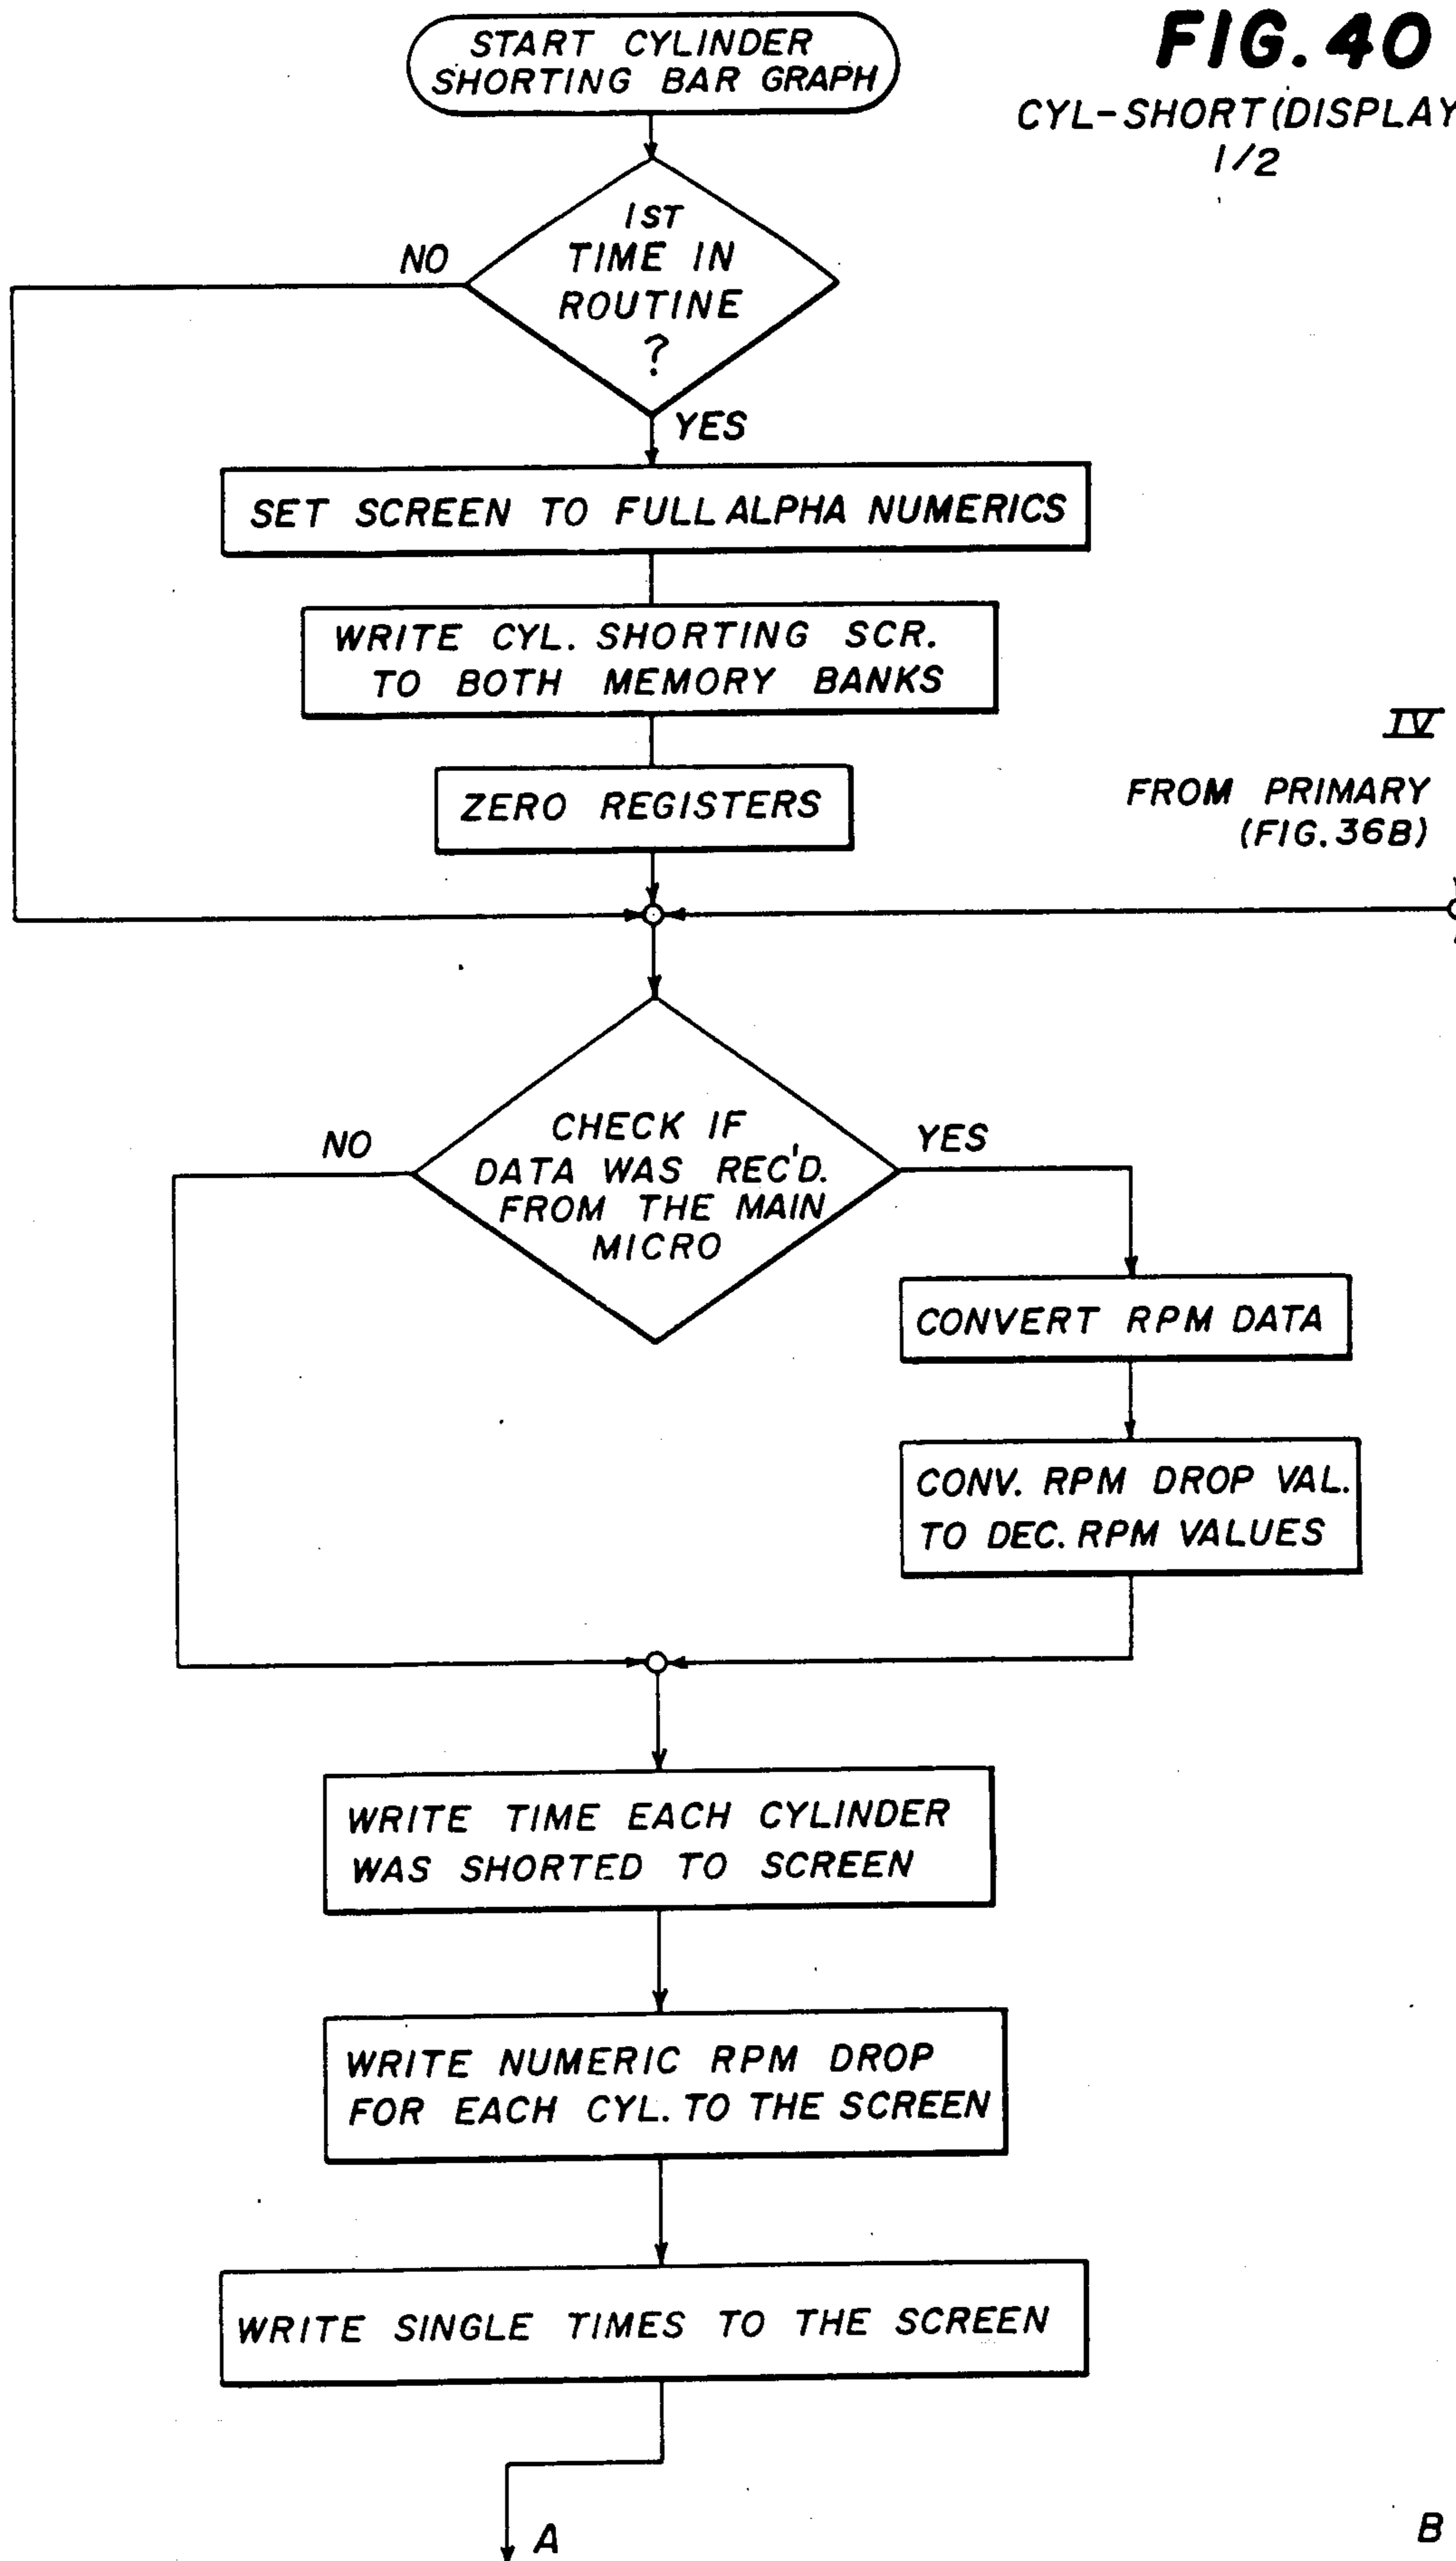 FIG. 40
CYL-SHORT (DISPLAY
1/2
START CYLINDER
SHORTING BAR GRAPH
1ST
TIME IN
ROUTINE
?
NO
YES
SET SCREEN TO FULL ALPHA NUMERICS
WRITE CYL. SHORTING SCR.
TO BOTH MEMORY BANKS
ZERO REGISTERS
IV
FROM PRIMARY
(FIG. 36B)
CHECK IF
DATA WAS REC'D.
FROM THE MAIN
MICRO
NO
YES
CONVERT RPM DATA
CONV. RPM DROP VAL.
TO DEC. RPM VALUES
WRITE TIME EACH CYLINDER
WAS SHORTED TO SCREEN
WRITE NUMERIC RPM DROP
FOR EACH CYL. TO THE SCREEN
WRITE SINGLE TIMES TO THE SCREEN
A
B